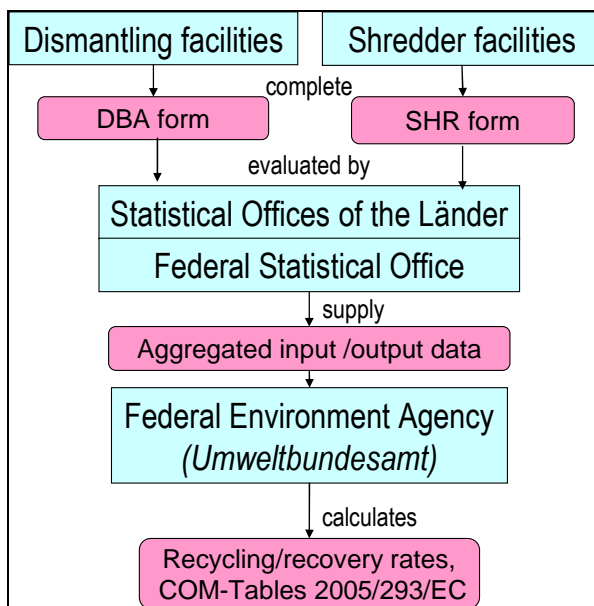 Dismantling facilities
Shredder facilities
complete
DBA form
SHR form
evaluated by
Statistical Offices of the Länder
Federal Statistical Office
supply
Aggregated input /output data
Federal Environment Agency
(Umweltbundesamt)
calculates
Recycling/recovery rates,
COM-Tables 2005/293/EC